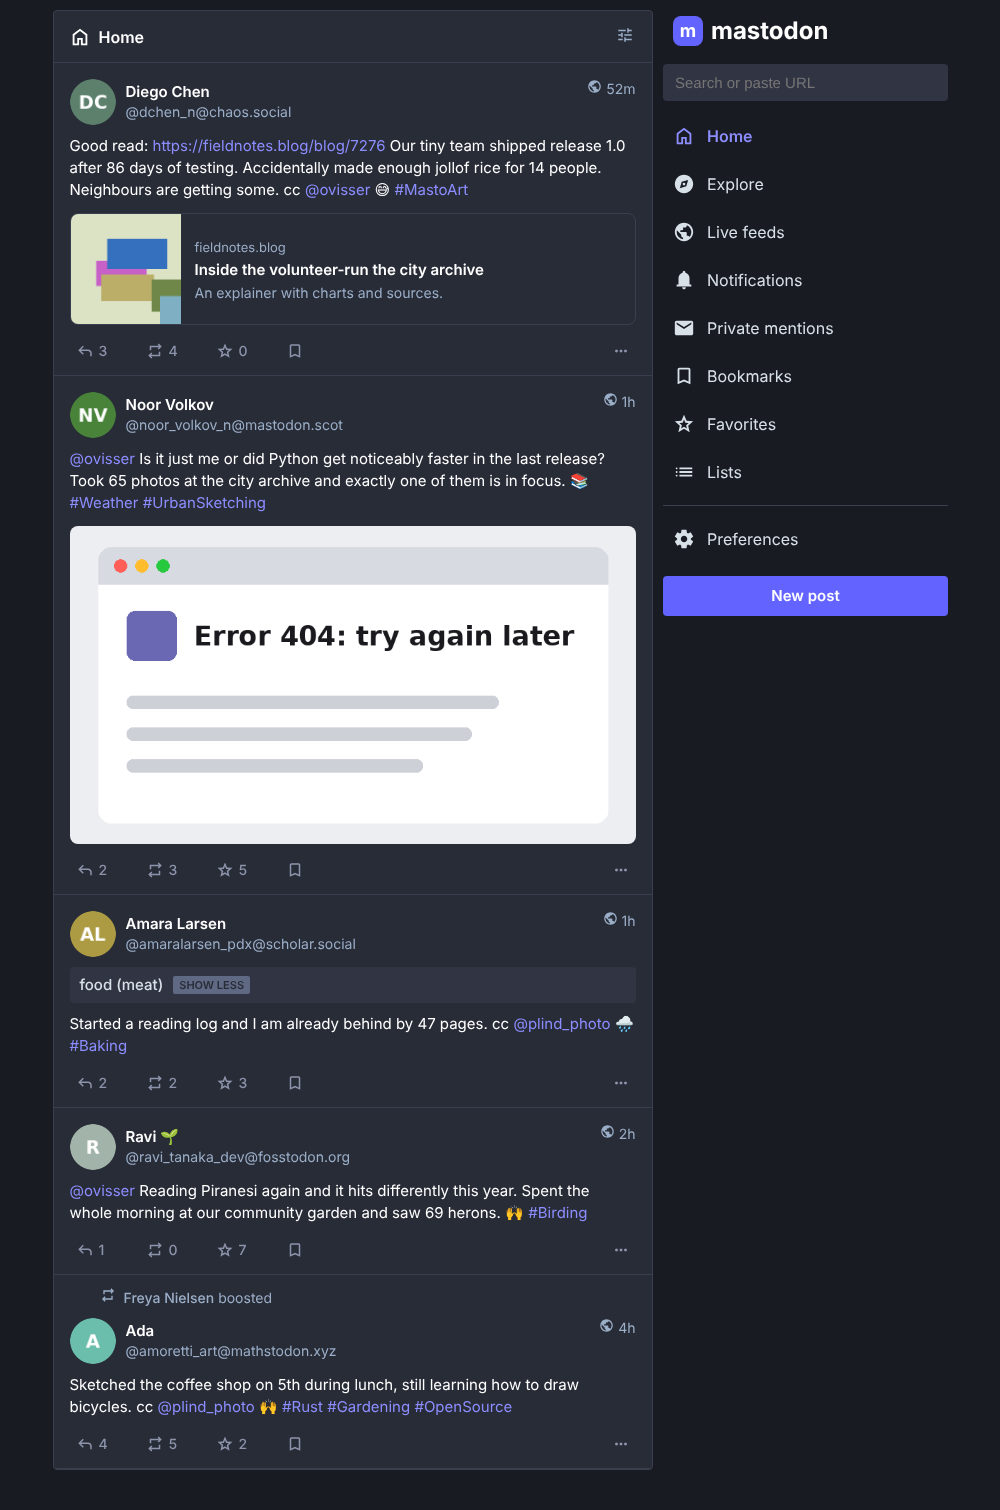 Home
DC
Diego Chen
52m
@dchen_n@chaos.social
Good read: https://fieldnotes.blog/blog/7276 Our tiny team shipped release 1.0
after 86 days of testing. Accidentally made enough jollof rice for 14 people.
Neighbours are getting some. cc @ovisser 😅 #MastoArt
fieldnotes.blog
Inside the volunteer-run the city archive
An explainer with charts and sources.
3 4 0
NV
Noor Volkov
1h
@noor_volkov_n@mastodon.scot
@ovisser Is it just me or did Python get noticeably faster in the last release?
Took 65 photos at the city archive and exactly one of them is in focus. 📚
#Weather #UrbanSketching
Error 404: try again later
2 3 5
AL
Amara Larsen
1h
@amaralarsen_pdx@scholar.social
food (meat) SHOW LESS
Started a reading log and I am already behind by 47 pages. cc @plind_photo 🌧️
#Baking
2 2 3
R
Ravi 🌱
2h
@ravi_tanaka_dev@fosstodon.org
@ovisser Reading Piranesi again and it hits differently this year. Spent the
whole morning at our community garden and saw 69 herons. 🙌 #Birding
1 0 7
Freya Nielsen boosted
A
Ada
4h
@amoretti_art@mathstodon.xyz
Sketched the coffee shop on 5th during lunch, still learning how to draw
bicycles. cc @plind_photo 🙌 #Rust #Gardening #OpenSource
4 5 2
m mastodon
Search or paste URL
Home
Explore
Live feeds
Notifications
Private mentions
Bookmarks
Favorites
Lists
Preferences
New post